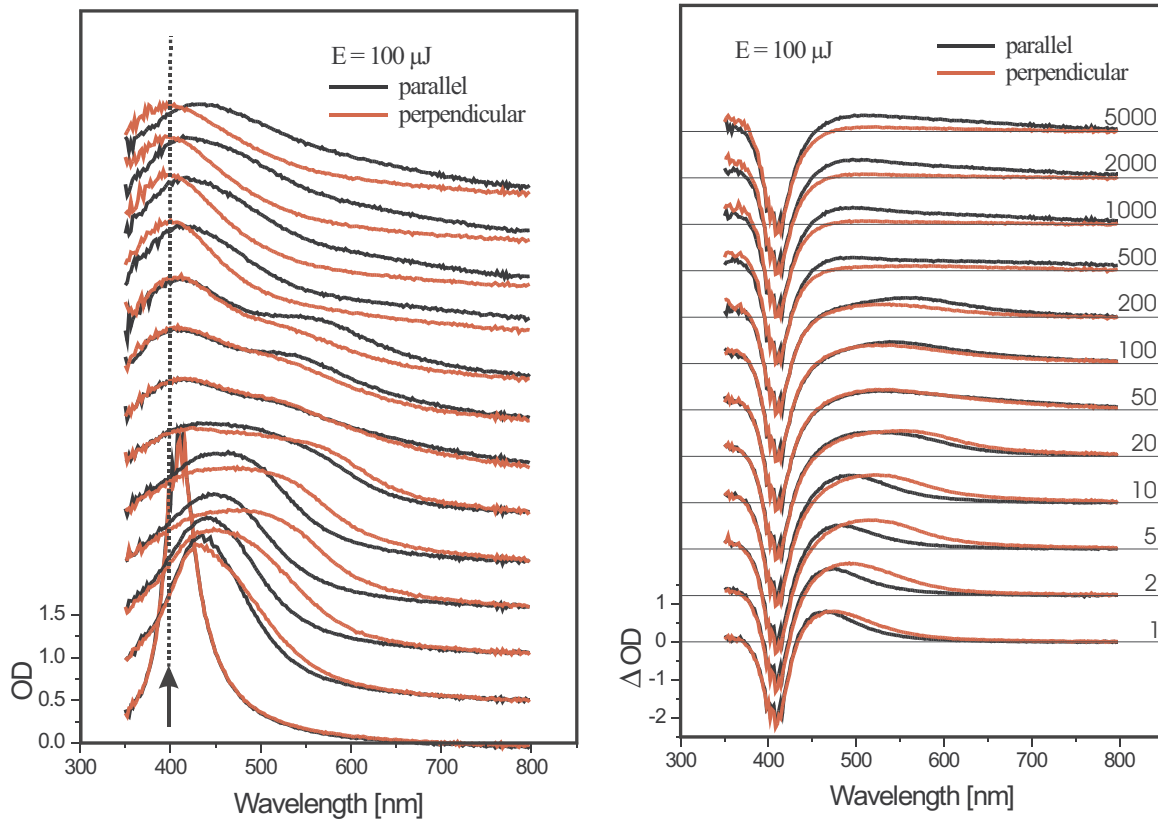 E = 100 μJ
parallel
perpendicular
1.5
1.0
0.5
0.0
OD
300 400 500 600 700 800
Wavelength [nm]
E = 100 μJ
parallel
perpendicular
5000
2000
1000
500
200
100
50
20
10
5
2
1
1
0
-1
-2
Δ OD
300 400 500 600 700 800
Wavelength [nm]